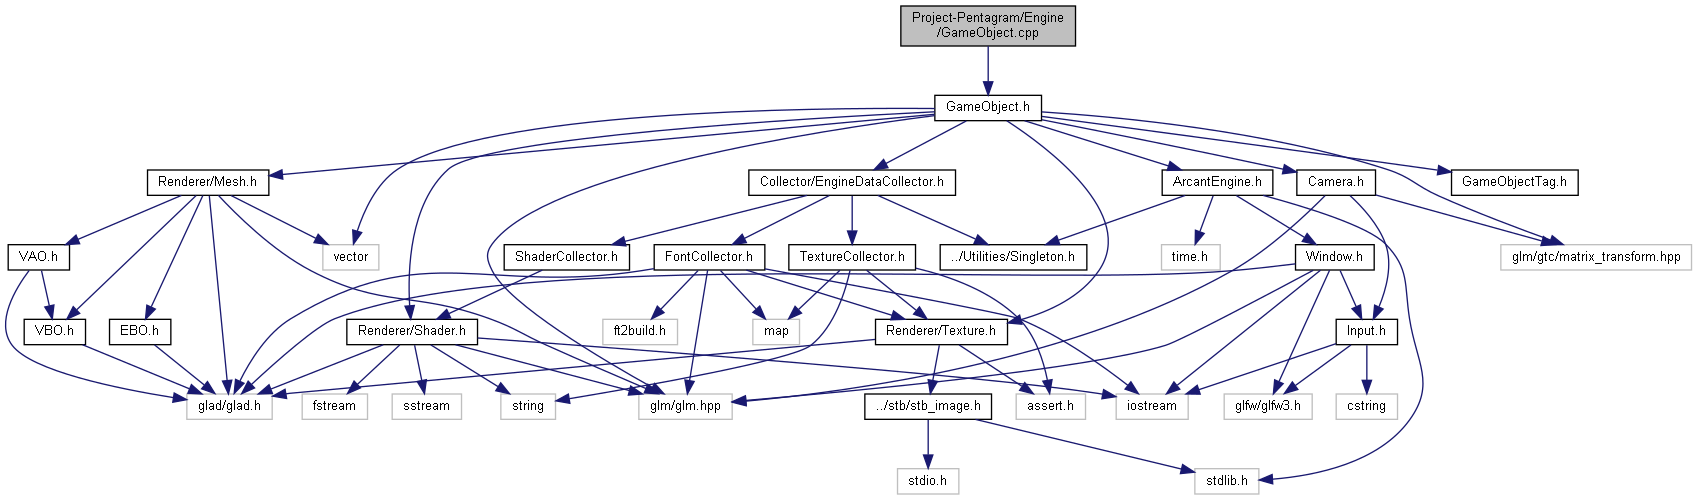 Project-Pentagram/Engine
/GameObject.cpp
GameObject.h
Renderer/Mesh.h
Collector/EngineDataCollector.h
ArcantEngine.h
Camera.h
GameObjectTag.h
VAO.h
vector
ShaderCollector.h
FontCollector.h
TextureCollector.h
../Utilities/Singleton.h
time.h
Window.h
glm/gtc/matrix_transform.hpp
VBO.h
EBO.h
Renderer/Shader.h
ft2build.h
map
Renderer/Texture.h
Input.h
glad/glad.h
fstream
sstream
string
glm/glm.hpp
../stb/stb_image.h
assert.h
iostream
glfw/glfw3.h
cstring
stdio.h
stdlib.h